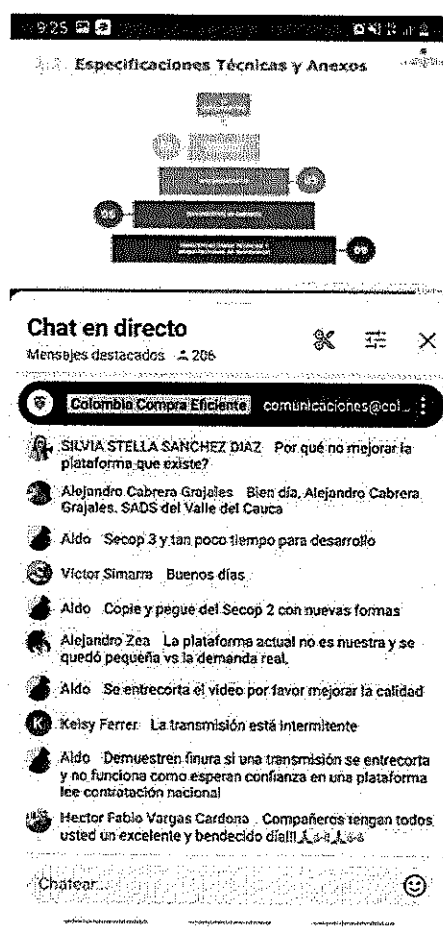 9:25
Especificaciones Técnicas y Anexos
05
06
Chat en directo
Mensajes destacados 206
Colombia Compra Eficiente comunicaciones@col...
SILVIA STELLA SANCHEZ DIAZ Por qué no mejorar la
plataforma que existe?
Alejandro Cabrera Grajales Bien día, Alejandro Cabrera
Grajales. SADS del Valle del Cauca
Aldo Secop 3 y tan poco tiempo para desarrollo
Víctor Simarra Buenos días
Aldo Copie y pegue del Secop 2 con nuevas formas
Alejandro Zea La plataforma actual no es nuestra y se
quedó pequeña vs la demanda real.
Aldo Se entrecorta el video por favor mejorar la calidad
K Keisy Ferrer La transmisión está intermitente
Aldo Demuestren finura si una transmisión se entrecorta
y no funciona como esperan confianza en una plataforma
lee contratación nacional
Hector Fabio Vargas Cardona Compañeros tengan todos
usted un excelente y bendecido día!!!
Chatear...